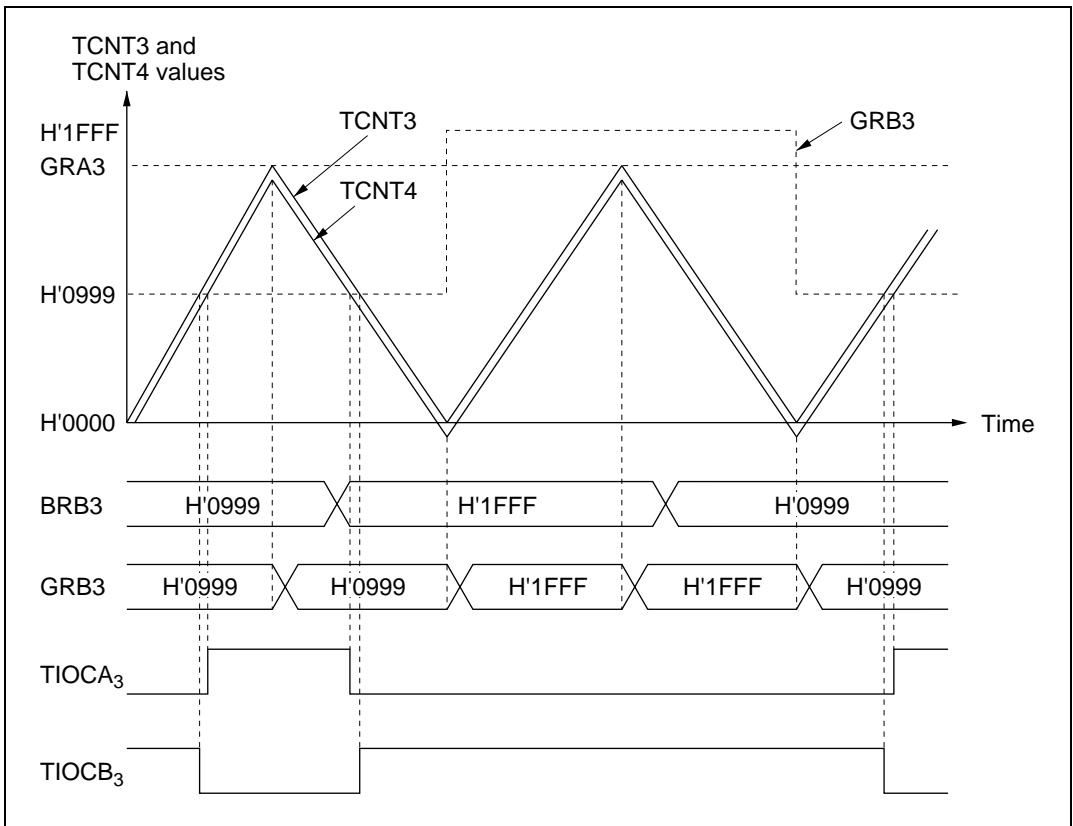 TCNT3 and
TCNT4 values
H'1FFF
TCNT3
GRB3
GRA3
TCNT4
H'0999
H'0000
Time
BRB3
H'0999
H'1FFF
H'0999
GRB3
H'0999
H'0999
H'1FFF
H'1FFF
H'0999
TIOCA3
TIOCB3